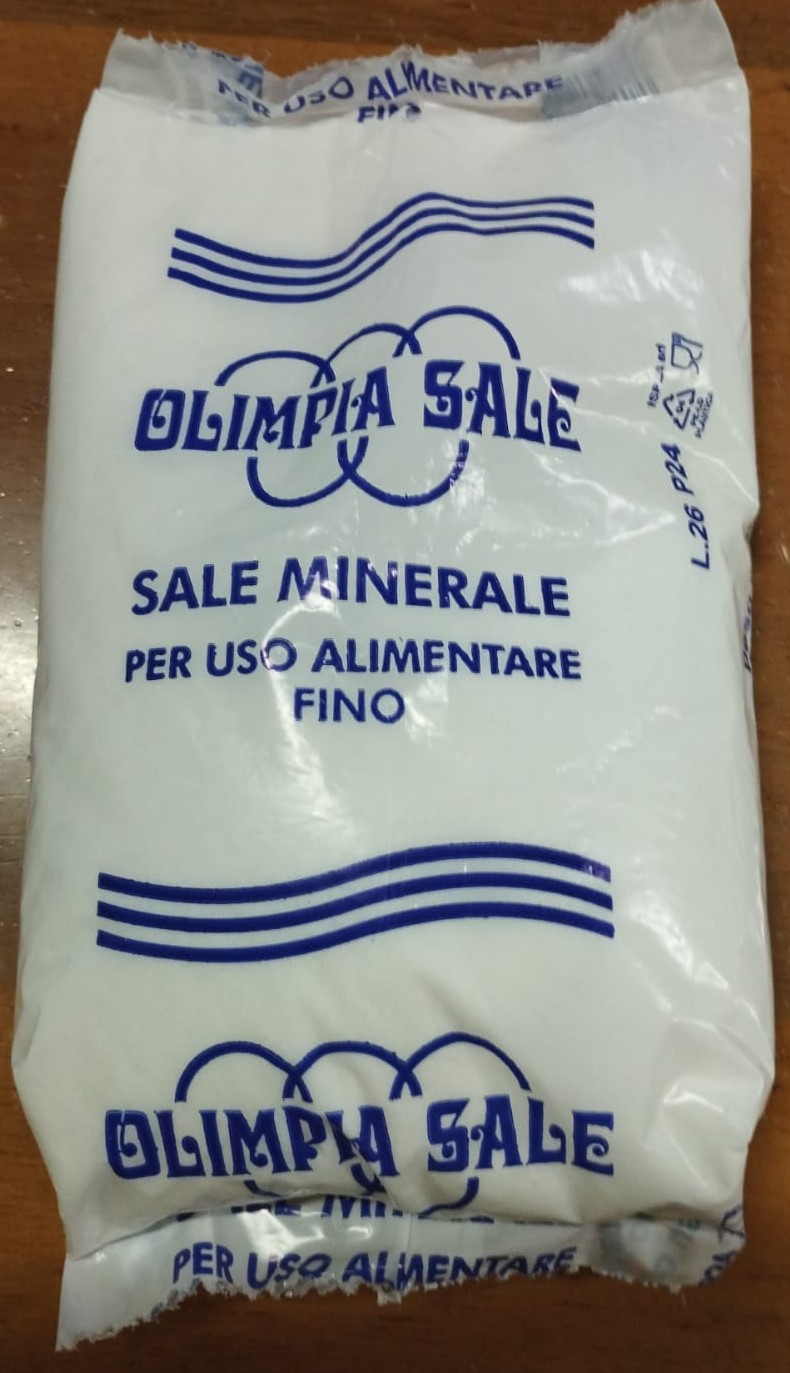 PER USO ALIMENTARE
FINO
OLIMPIA SALE
SALE MINERALE
PER USO ALIMENTARE
FINO
L.26 P24
OLIMPIA SALE
PER USO ALIMENTARE